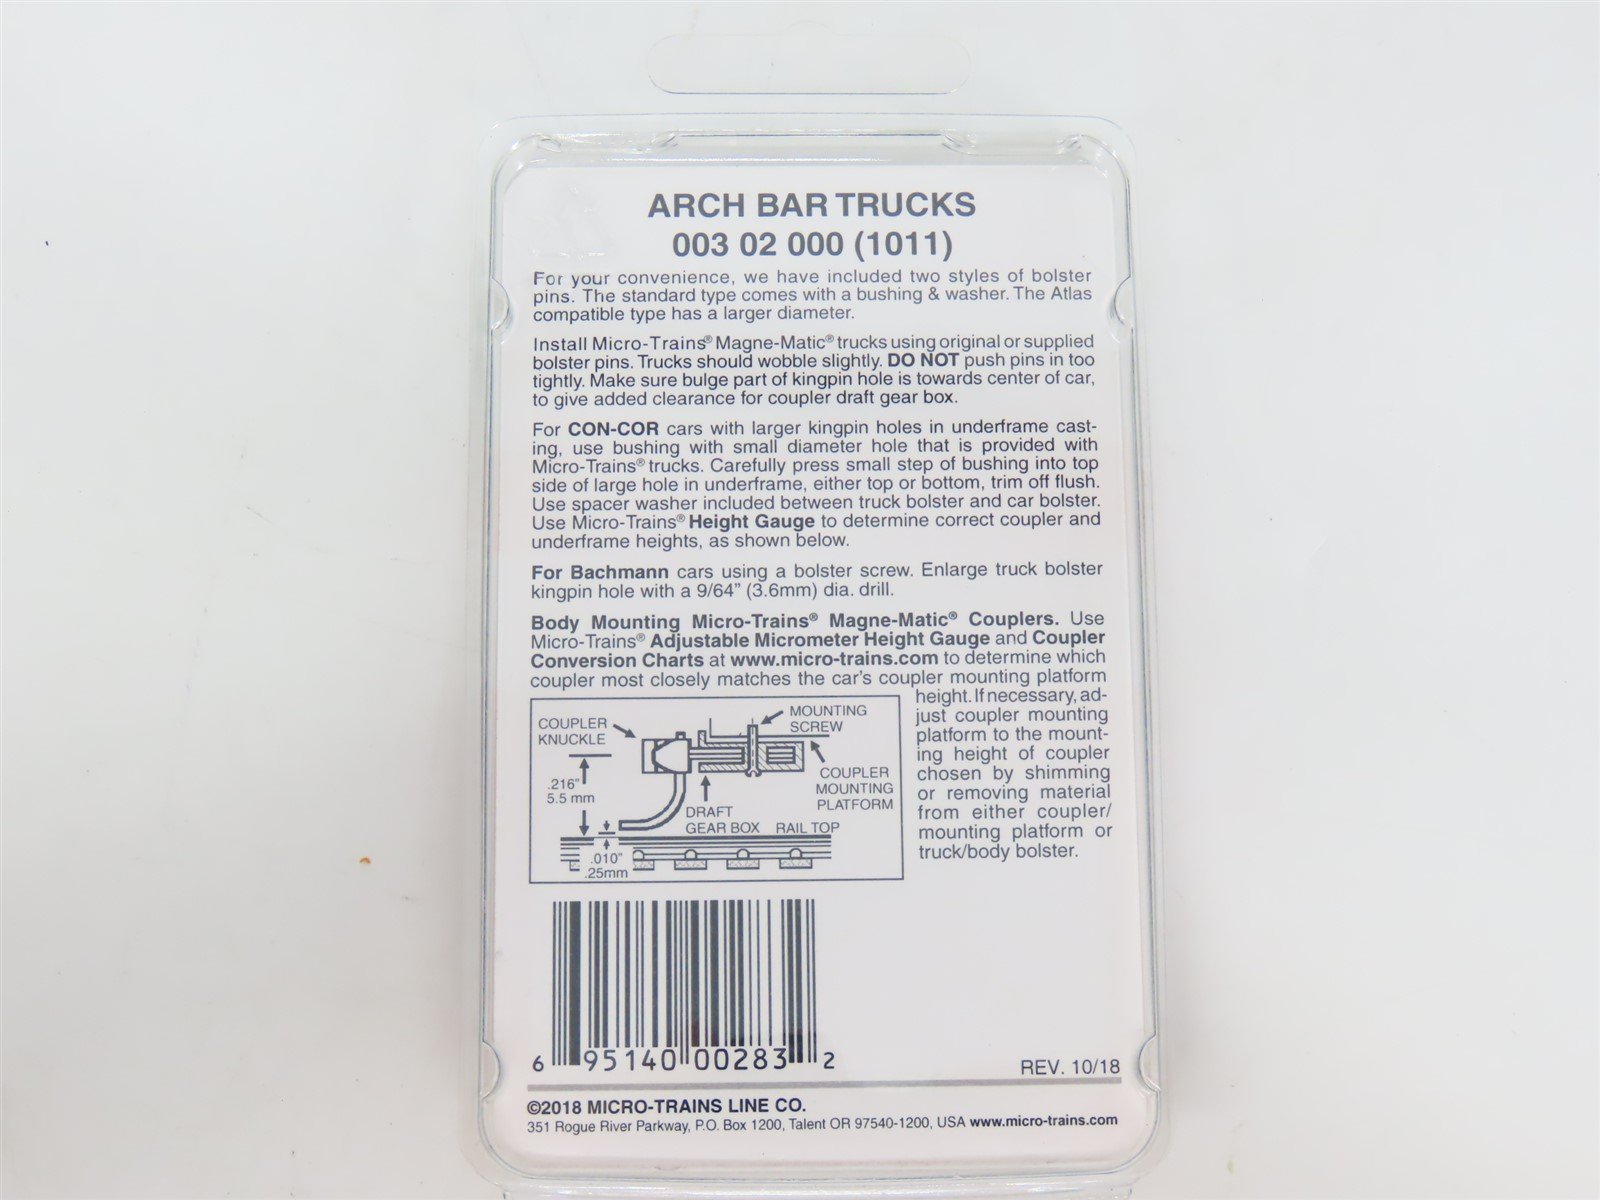 ARCH BAR TRUCKS
003 02 000 (1011)
For your convenience, we have included two styles of bolster
pins. The standard type comes with a bushing & washer. The Atlas
compatible type has a larger diameter.
Install Micro-Trains® Magne-Matic® trucks using original or supplied
bolster pins. Trucks should wobble slightly. DO NOT push pins in too
tightly. Make sure bulge part of kingpin hole is towards center of car,
to give added clearance for coupler draft gear box.
For CON-COR cars with larger kingpin holes in underframe cast-
ing, use bushing with small diameter hole that is provided with
Micro-Trains® trucks. Carefully press small step of bushing into top
side of large hole in underframe, either top or bottom, trim off flush.
Use spacer washer included between truck bolster and car bolster.
Use Micro-Trains® Height Gauge to determine correct coupler and
underframe heights, as shown below.
For Bachmann cars using a bolster screw. Enlarge truck bolster
kingpin hole with a 9/64" (3.6mm) dia. drill.
Body Mounting Micro-Trains® Magne-Matic® Couplers. Use
Micro-Trains® Adjustable Micrometer Height Gauge and Coupler
Conversion Charts at www.micro-trains.com to determine which
coupler most closely matches the car's coupler mounting platform
height. If necessary, ad-
just coupler mounting
platform to the mount-
ing height of coupler
chosen by shimming
or removing material
from either coupler/
mounting platform or
truck/body bolster.
COUPLER
KNUCKLE
MOUNTING
SCREW
.216"
5.5 mm
COUPLER
MOUNTING
PLATFORM
DRAFT
GEAR BOX
RAIL TOP
.010"
.25mm
6 95140 00283 2
REV. 10/18
©2018 MICRO-TRAINS LINE CO.
351 Rogue River Parkway, P.O. Box 1200, Talent OR 97540-1200, USA www.micro-trains.com